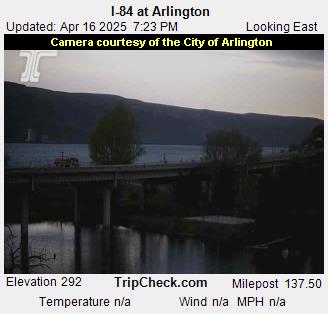 I-84 at Arlington
Updated: Apr 16 2025 7:23 PM Looking East
Camera courtesy of the City of Arlington
Elevation 292 TripCheck.com Milepost 137.50
Temperature n/a Wind n/a MPH n/a